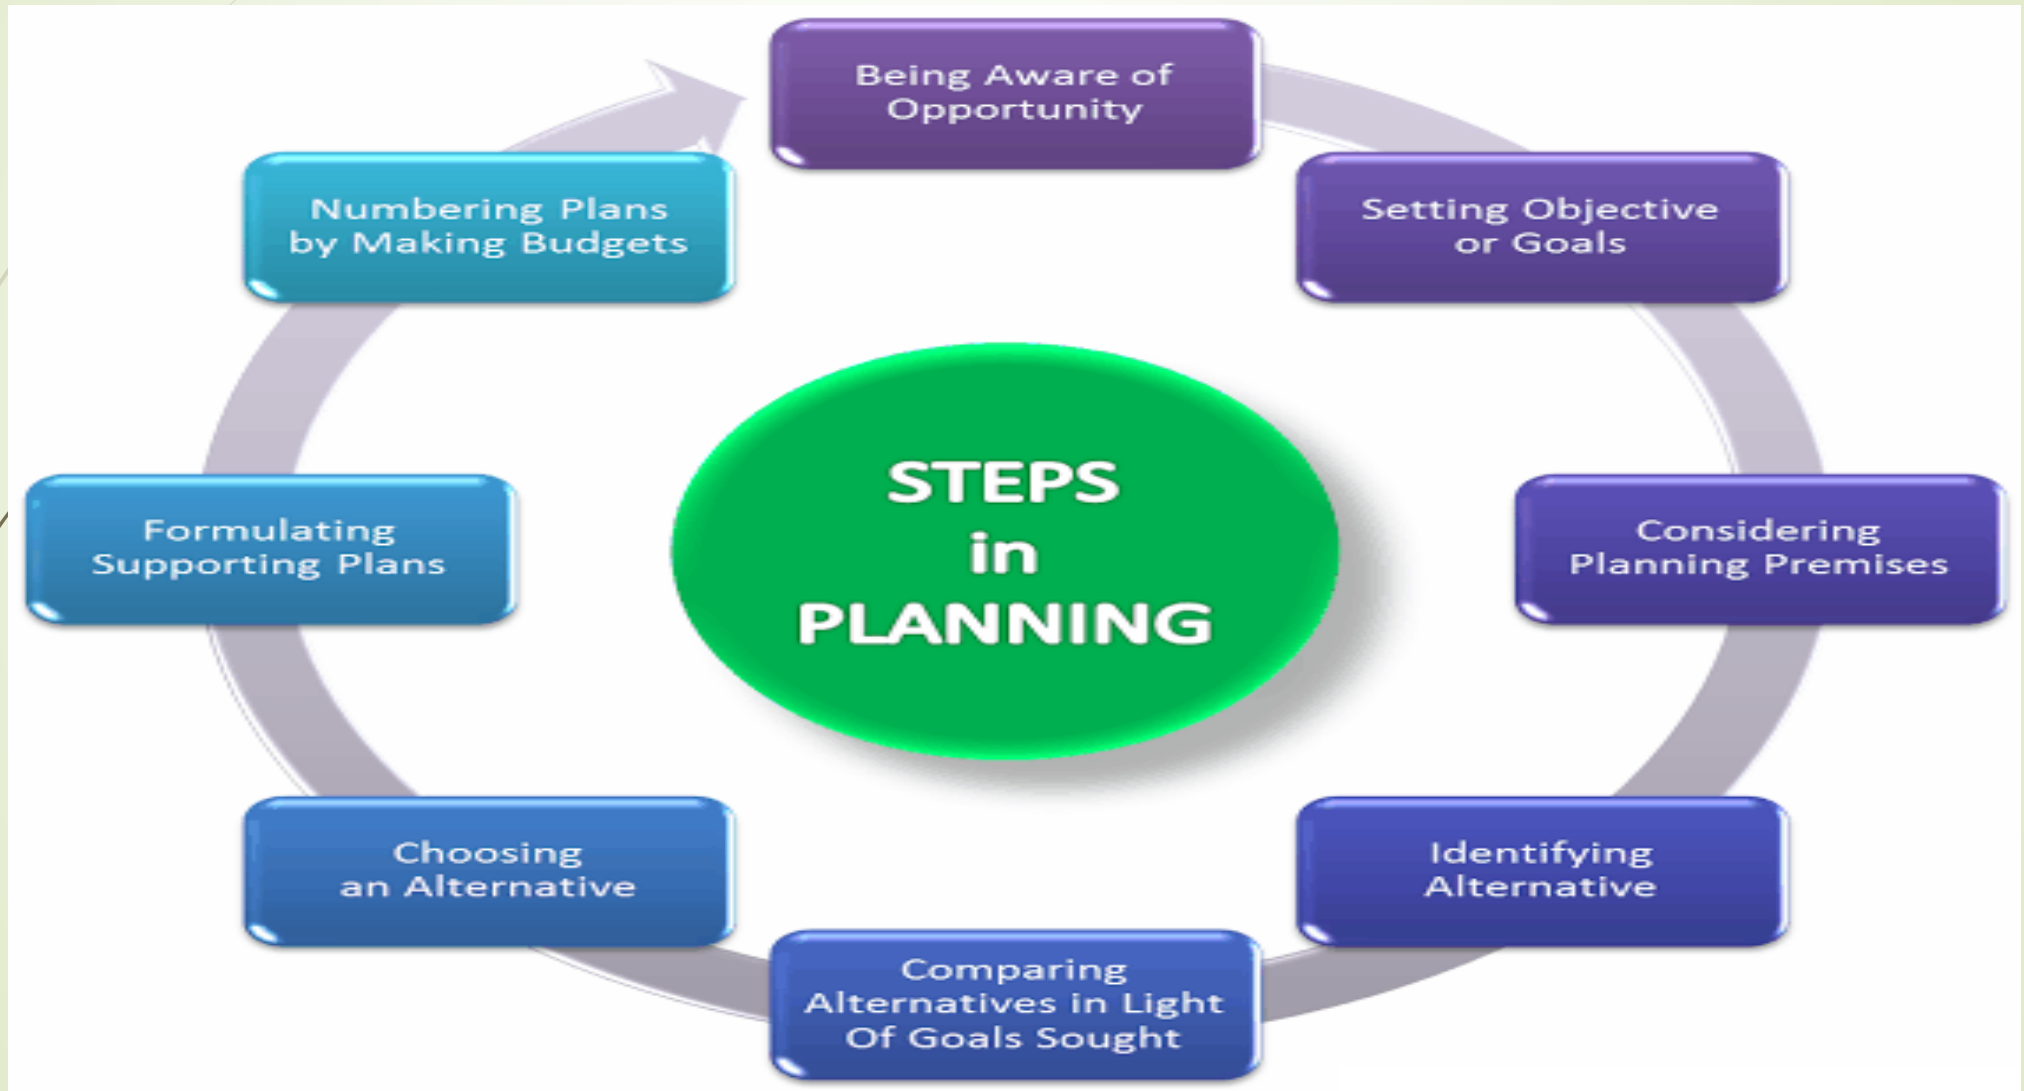 Being Aware of
Opportunity
Setting Objective
or Goals
Considering
Planning Premises
Identifying
Alternative
Comparing
Alternatives in Light
Of Goals Sought
Choosing
an Alternative
Formulating
Supporting Plans
Numbering Plans
by Making Budgets
STEPS
in
PLANNING